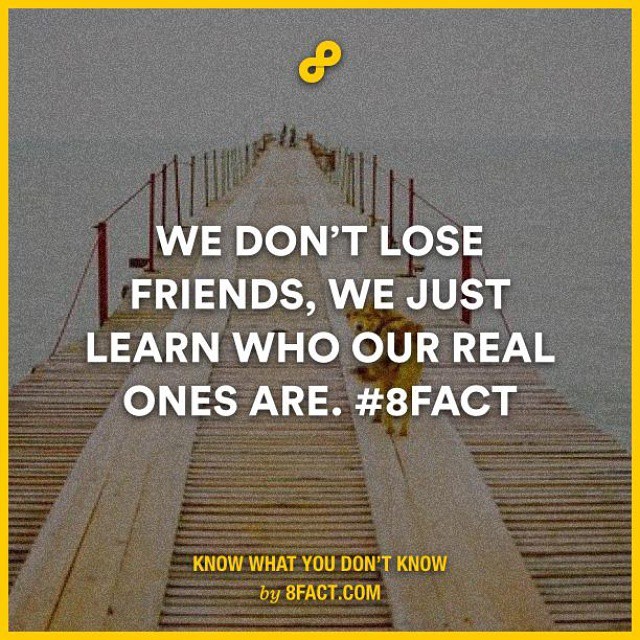 WE DON'T LOSE
FRIENDS, WE JUST
LEARN WHO OUR REAL
ONES ARE. #8FACT
KNOW WHAT YOU DON'T KNOW
by 8FACT.COM